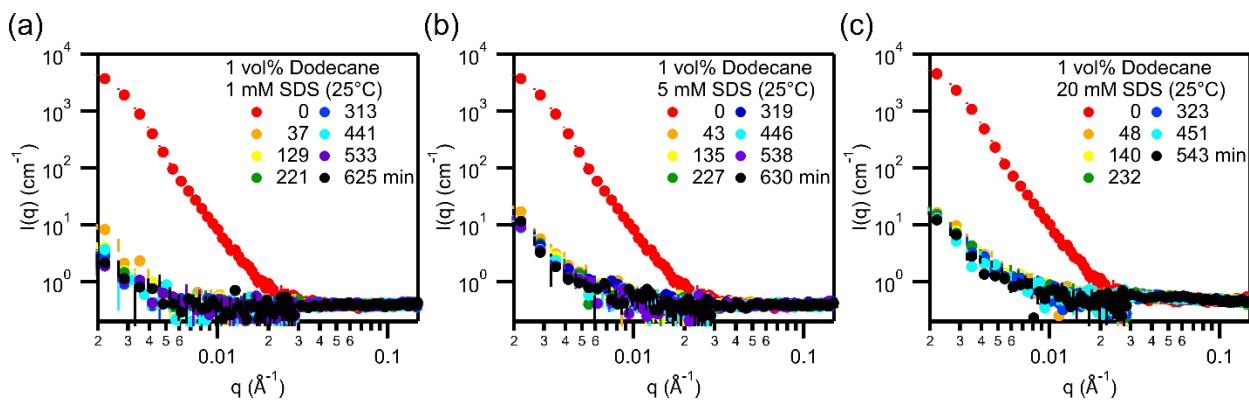 (a)
10⁴
10³
10²
10¹
10⁰
I(q) (cm⁻¹)
1 vol% Dodecane
1 mM SDS (25°C)
0 313
37 441
129 533
221 625 min
2 3 4 5 6 0.01 2 3 4 5 6 0.1
q (Å⁻¹)
(b)
10⁴
10³
10²
10¹
10⁰
I(q) (cm⁻¹)
1 vol% Dodecane
5 mM SDS (25°C)
0 319
43 446
135 538
227 630 min
2 3 4 5 6 0.01 2 3 4 5 6 0.1
q (Å⁻¹)
(c)
10⁴
10³
10²
10¹
10⁰
I(q) (cm⁻¹)
1 vol% Dodecane
20 mM SDS (25°C)
0 323
48 451
140 543 min
232
2 3 4 5 6 0.01 2 3 4 5 6 0.1
q (Å⁻¹)